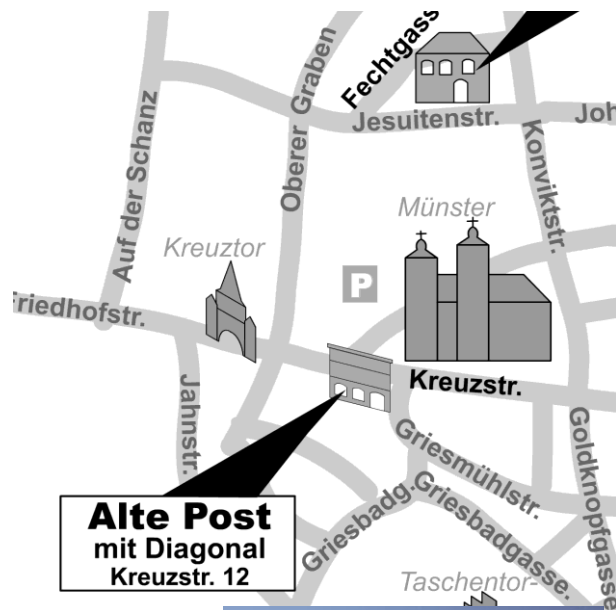 Fechtgass
Oberer Graben
Jesuitenstr.
Joh
Auf der Schanz
Konviktstr.
Münster
Kreuztor
P
Friedhofstr.
Kreuzstr.
Jahnstr.
Goldknopfgasse
Griesmühlstr.
Griesbadg.
Griesbadgasse.
Alte Post
mit Diagonal
Kreuzstr. 12
Taschentor-